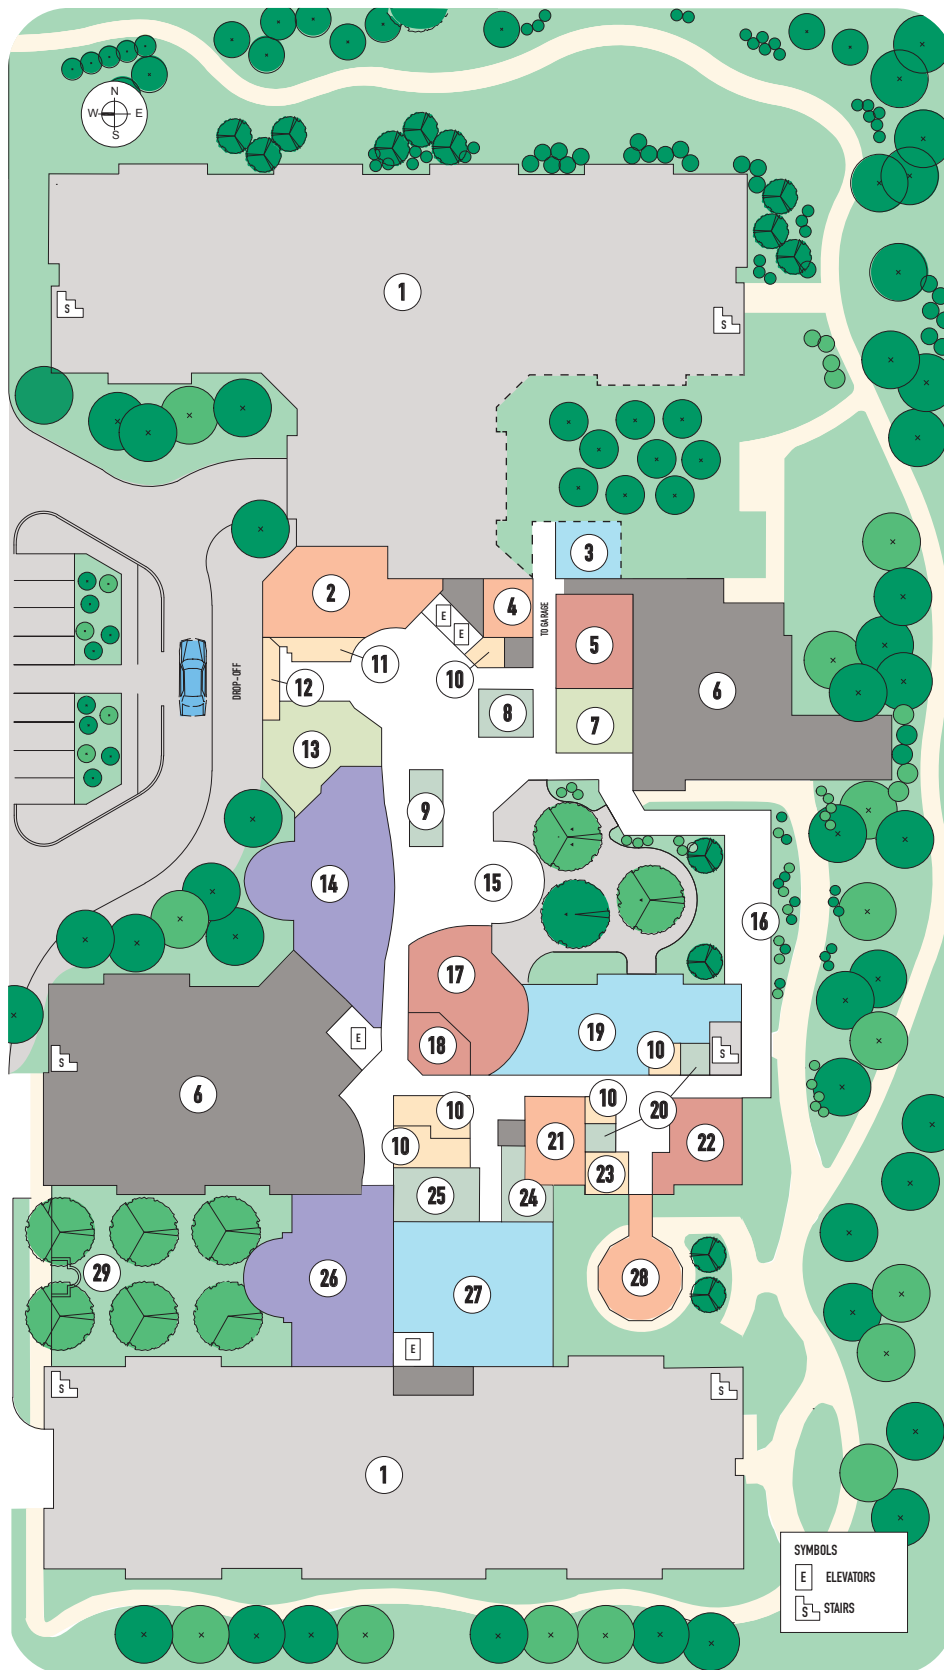 N
W E
S
1
S
S
3
2
4
TO GARAGE
E
E
5
11
10
6
12
DROP-OFF
8
7
13
9
14
15
16
17
19
18
10
S
E
S
6
10
10
20
10
21
22
23
25
24
29
26
28
27
E
S
S
1
SYMBOLS
E ELEVATORS
S STAIRS